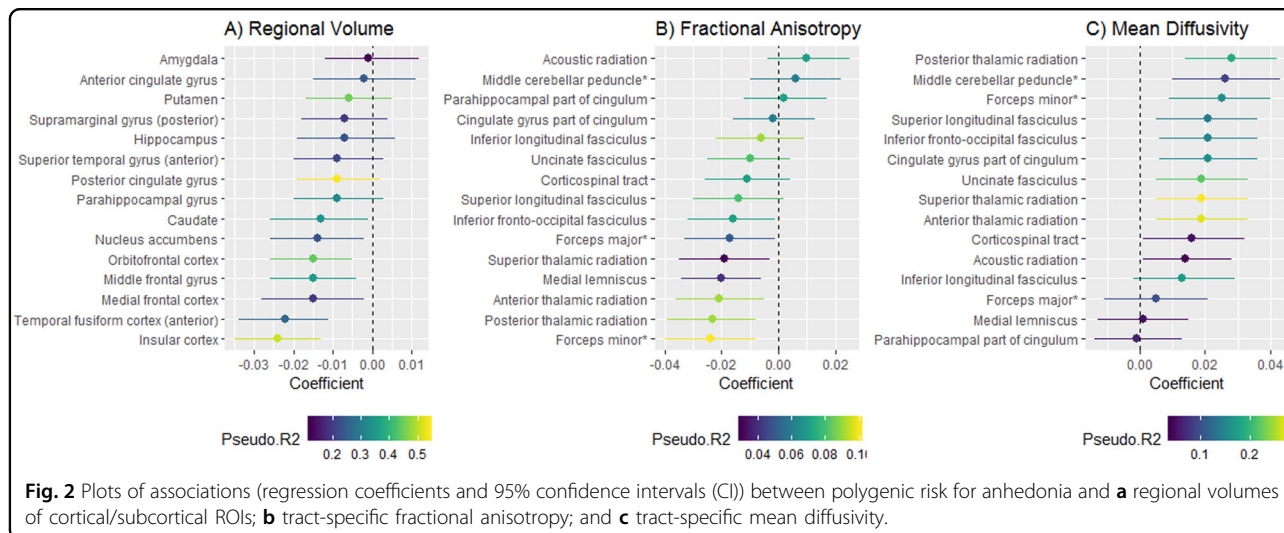 A) Regional Volume
Amygdala
Anterior cingulate gyrus
Putamen
Supramarginal gyrus (posterior)
Hippocampus
Superior temporal gyrus (anterior)
Posterior cingulate gyrus
Parahippocampal gyrus
Caudate
Nucleus accumbens
Orbitofrontal cortex
Middle frontal gyrus
Medial frontal cortex
Temporal fusiform cortex (anterior)
Insular cortex
-0.03 -0.02 -0.01 0.00 0.01
Coefficient
Pseudo.R2
0.2 0.3 0.4 0.5
B) Fractional Anisotropy
Acoustic radiation
Middle cerebellar peduncle*
Parahippocampal part of cingulum
Cingulate gyrus part of cingulum
Inferior longitudinal fasciculus
Uncinate fasciculus
Corticospinal tract
Superior longitudinal fasciculus
Inferior fronto-occipital fasciculus
Forceps major*
Superior thalamic radiation
Medial lemniscus
Anterior thalamic radiation
Posterior thalamic radiation
Forceps minor*
-0.04 -0.02 0.00 0.02
Coefficient
Pseudo.R2
0.04 0.06 0.08 0.10
C) Mean Diffusivity
Posterior thalamic radiation
Middle cerebellar peduncle*
Forceps minor*
Superior longitudinal fasciculus
Inferior fronto-occipital fasciculus
Cingulate gyrus part of cingulum
Uncinate fasciculus
Superior thalamic radiation
Anterior thalamic radiation
Corticospinal tract
Acoustic radiation
Inferior longitudinal fasciculus
Forceps major*
Medial lemniscus
Parahippocampal part of cingulum
0.00 0.02 0.04
Coefficient
Pseudo.R2
0.1 0.2
Fig. 2 Plots of associations (regression coefficients and 95% confidence intervals (CI)) between polygenic risk for anhedonia and a regional volumes
of cortical/subcortical ROIs; b tract-specific fractional anisotropy; and c tract-specific mean diffusivity.